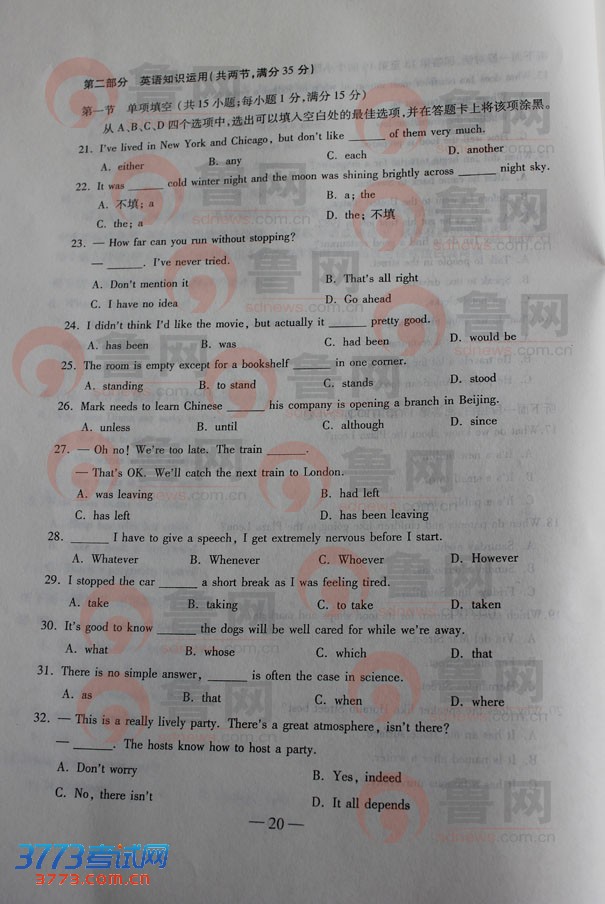 第二部分 英语知识运用(共两节,满分35分)
第一节 单项填空(共15小题;每小题1分,满分15分)
从A、B、C、D四个选项中,选出可以填入空白处的最佳选项,并在答题卡上将该项涂黑。
21. I've lived in New York and Chicago, but don't like ______ of them very much.
A. either B. any C. each D. another
22. It was ______ cold winter night and the moon was shining brightly across ______ night sky.
A. 不填; a B. a; the
C. the; a D. the; 不填
23. — How far can you run without stopping?
— ______. I've never tried.
A. Don't mention it B. That's all right
C. I have no idea D. Go ahead
24. I didn't think I'd like the movie, but actually it ______ pretty good.
A. has been B. was C. had been D. would be
25. The room is empty except for a bookshelf ______ in one corner.
A. standing B. to stand C. stands D. stood
26. Mark needs to learn Chinese ______ his company is opening a branch in Beijing.
A. unless B. until C. although D. since
27. — Oh no! We're too late. The train ______.
— That's OK. We'll catch the next train to London.
A. was leaving B. had left
C. has left D. has been leaving
28. ______ I have to give a speech, I get extremely nervous before I start.
A. Whatever B. Whenever C. Whoever D. However
29. I stopped the car ______ a short break as I was feeling tired.
A. take B. taking C. to take D. taken
30. It's good to know ______ the dogs will be well cared for while we're away.
A. what B. whose C. which D. that
31. There is no simple answer, ______ is often the case in science.
A. as B. that C. when D. where
32. — This is a really lively party. There's a great atmosphere, isn't there?
— ______. The hosts know how to host a party.
A. Don't worry B. Yes, indeed
C. No, there isn't D. It all depends
— 20 —
鲁网
sdnews.com.cn
3773考试网
3773.com.cn